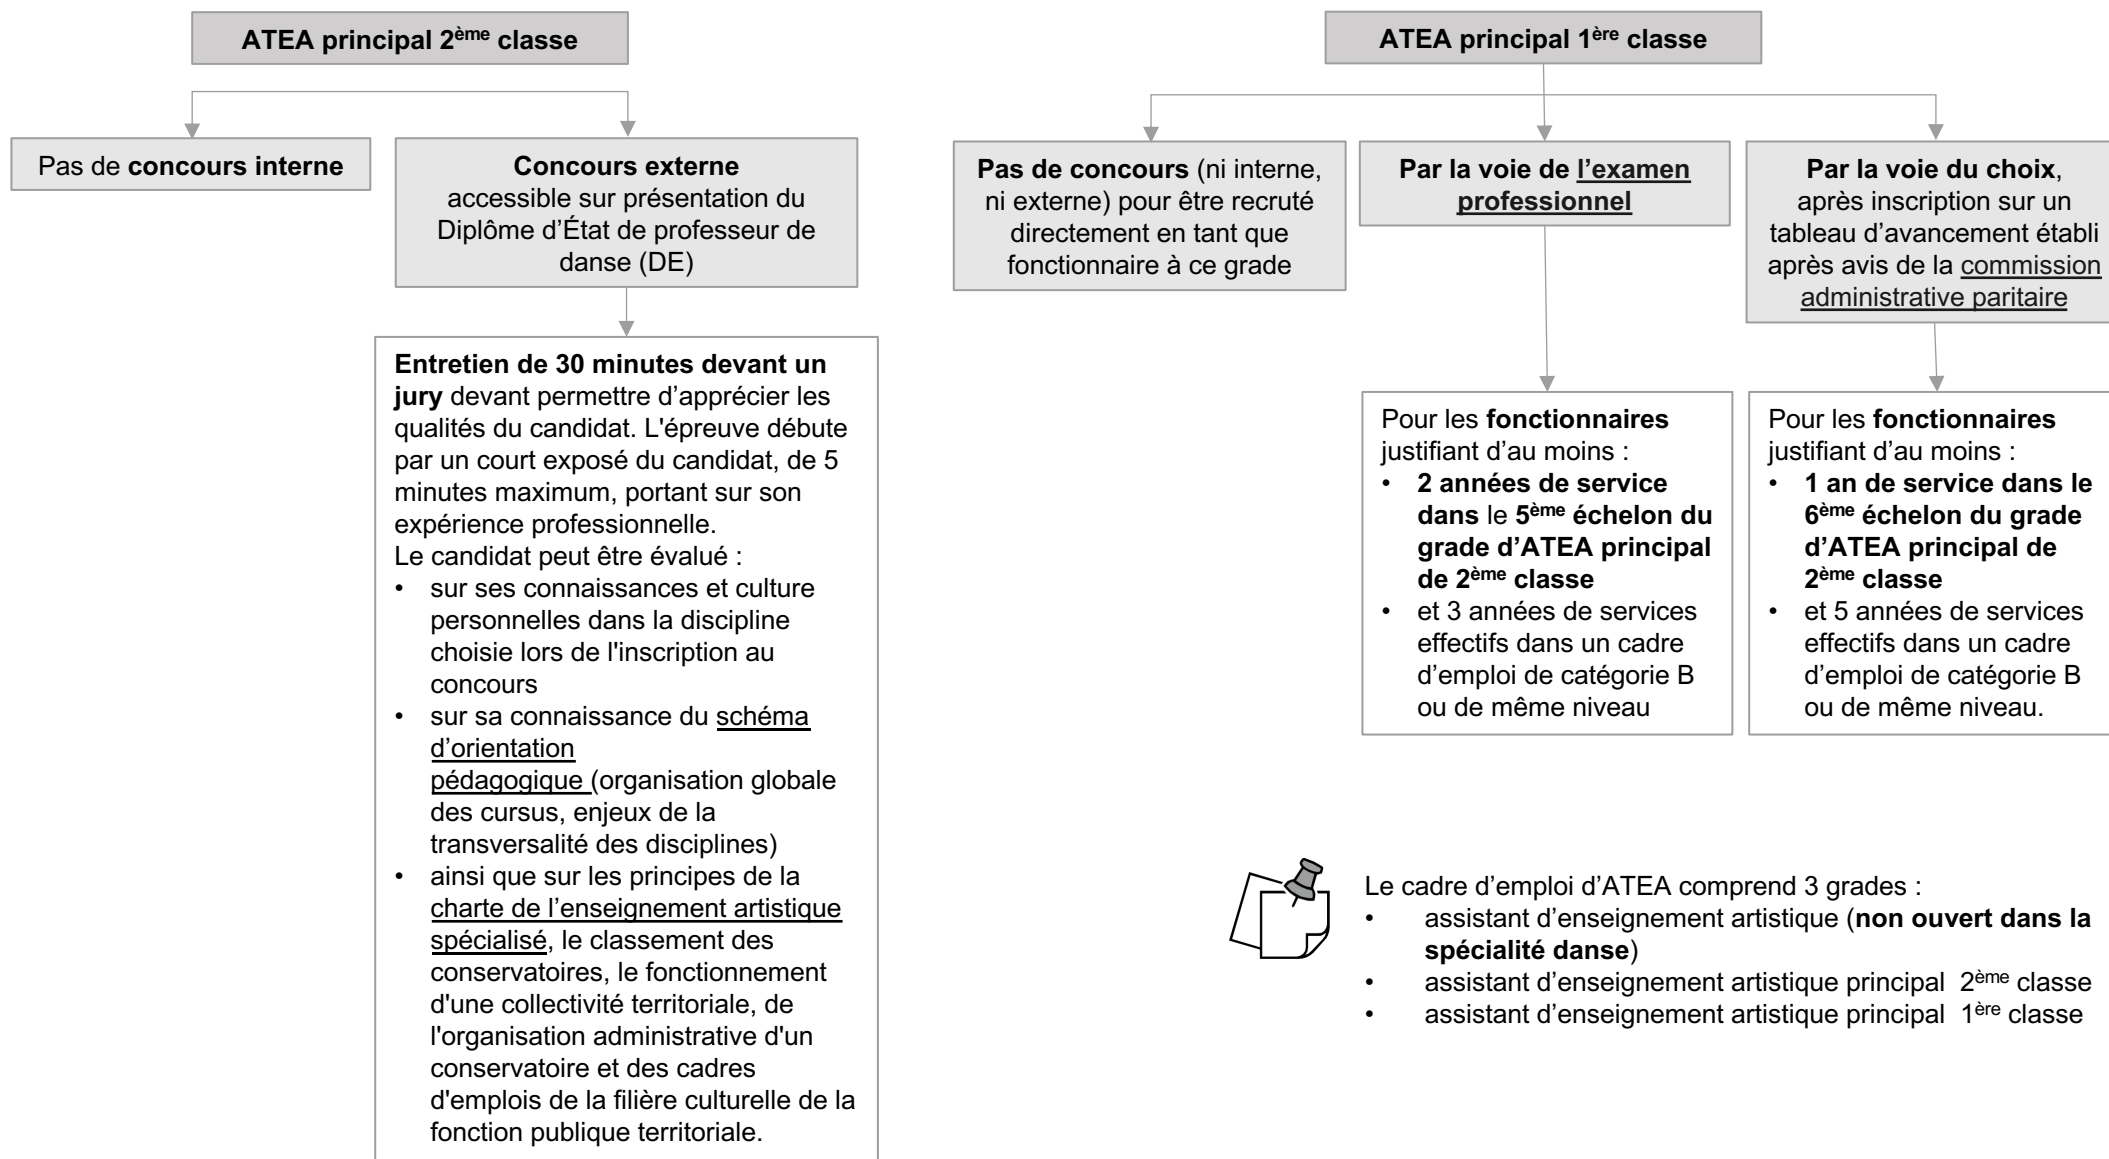 ATEA principal 2ème classe
Pas de concours interne
Concours externe
accessible sur présentation du
Diplôme d’État de professeur de
danse (DE)
Entretien de 30 minutes devant un
jury devant permettre d’apprécier les
qualités du candidat. L'épreuve débute
par un court exposé du candidat, de 5
minutes maximum, portant sur son
expérience professionnelle.
Le candidat peut être évalué :
• sur ses connaissances et culture
personnelles dans la discipline
choisie lors de l'inscription au
concours
• sur sa connaissance du schéma
d’orientation
pédagogique (organisation globale
des cursus, enjeux de la
transversalité des disciplines)
• ainsi que sur les principes de la
charte de l’enseignement artistique
spécialisé, le classement des
conservatoires, le fonctionnement
d'une collectivité territoriale, de
l'organisation administrative d'un
conservatoire et des cadres
d'emplois de la filière culturelle de la
fonction publique territoriale.
ATEA principal 1ère classe
Pas de concours (ni interne,
ni externe) pour être recruté
directement en tant que
fonctionnaire à ce grade
Par la voie de l’examen
professionnel
Pour les fonctionnaires
justifiant d’au moins :
• 2 années de service
dans le 5ème échelon du
grade d’ATEA principal
de 2ème classe
• et 3 années de services
effectifs dans un cadre
d’emploi de catégorie B
ou de même niveau
Par la voie du choix,
après inscription sur un
tableau d’avancement établi
après avis de la commission
administrative paritaire
Pour les fonctionnaires
justifiant d’au moins :
• 1 an de service dans le
6ème échelon du grade
d’ATEA principal de
2ème classe
• et 5 années de services
effectifs dans un cadre
d’emploi de catégorie B
ou de même niveau.
Le cadre d’emploi d’ATEA comprend 3 grades :
• assistant d’enseignement artistique (non ouvert dans la
spécialité danse)
• assistant d’enseignement artistique principal 2ème classe
• assistant d’enseignement artistique principal 1ère classe